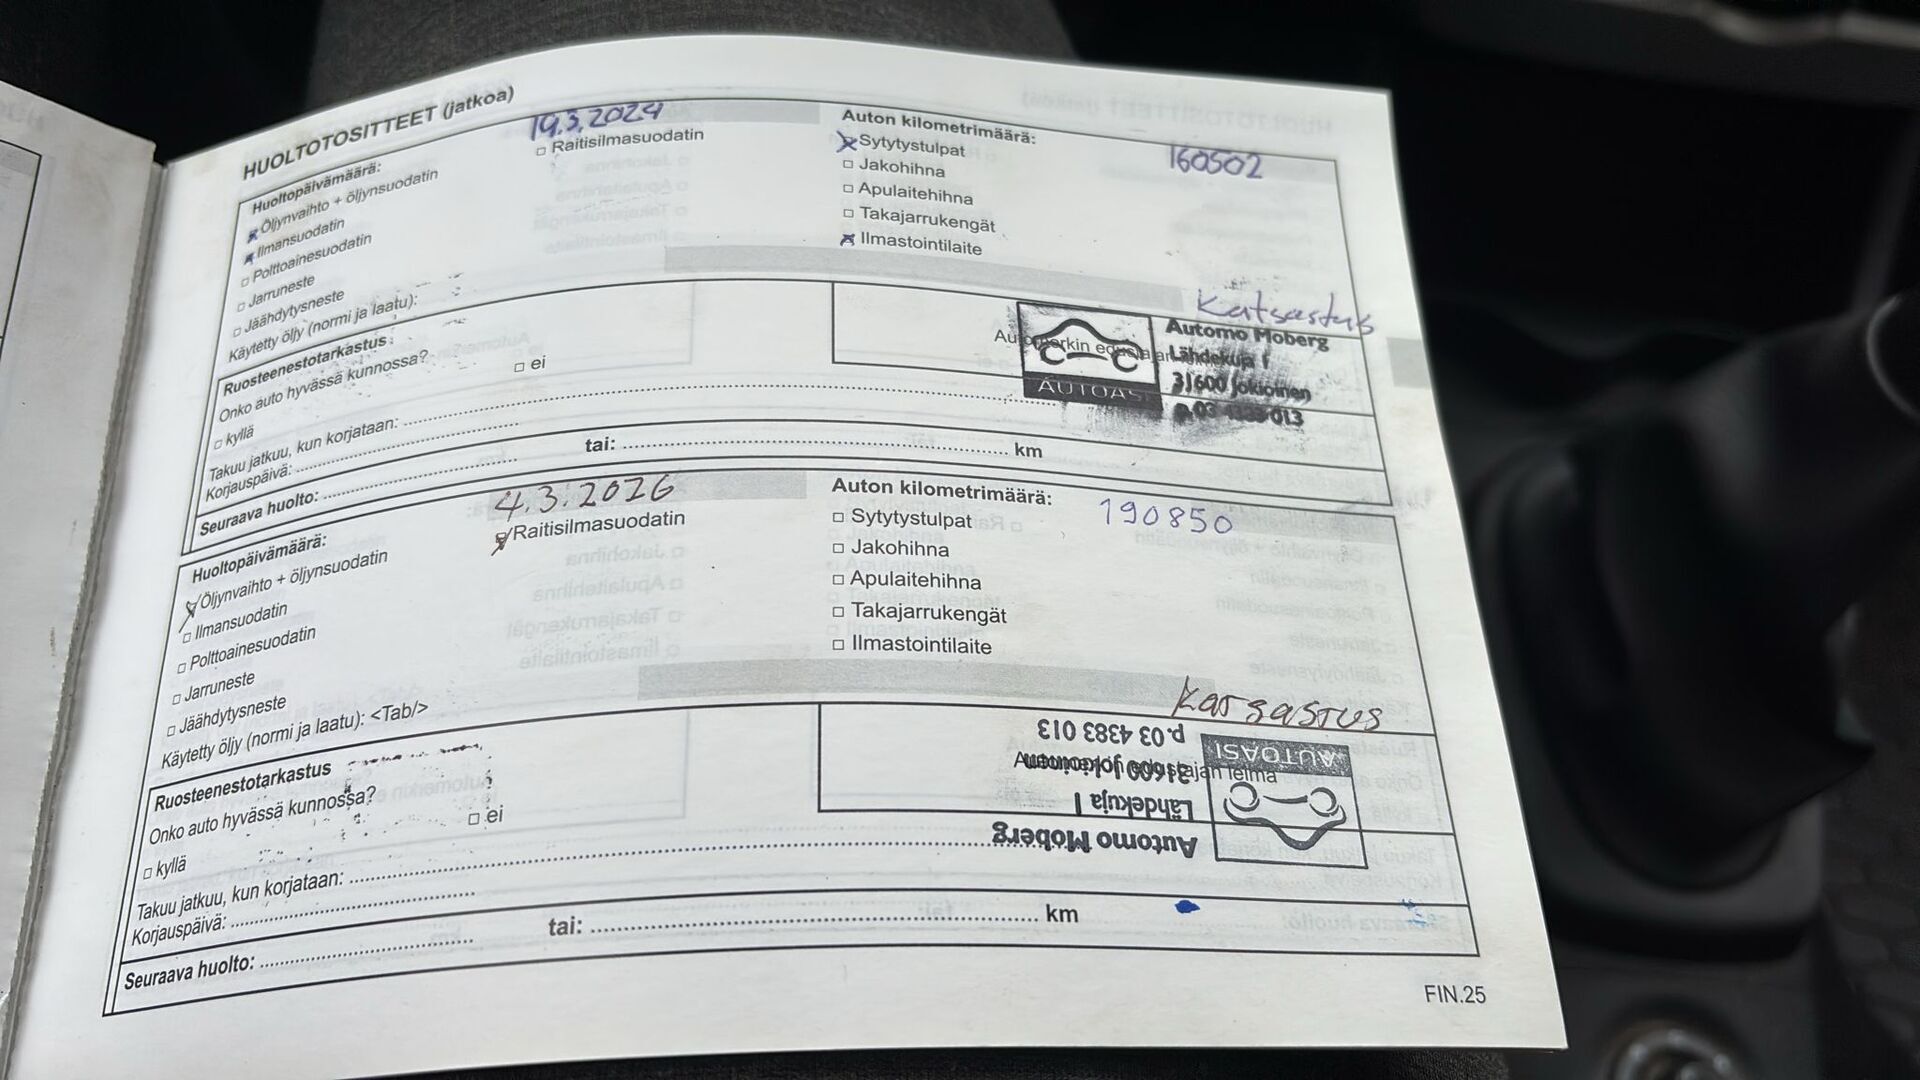 HUOLTOTOSITTEET (jatkoa)
Huoltopäivämäärä: 19.3.2024 Auton kilometrimäärä: 160502
Öljynvaihto + öljynsuodatin Raitisilmasuodatin Sytytystulpat
Ilmansuodatin Jakohihna
Polttoainesuodatin Apulaitehihna
Jarruneste Takajarrukengät
Jäähdytysneste Ilmastointilaite
Käytetty öljy (normi ja laatu):
Katsastus
Ruosteenestotarkastus
Onko auto hyvässä kunnossa?
kyllä ei
Automo Moberg
Lähdekuja 1
31600 Jokioinen
AUTOASI
Takuu jatkuu, kun korjataan:
Korjauspäivä:
Seuraava huolto: tai: km
Huoltopäivämäärä: 4.3.2026 Auton kilometrimäärä: 190850
Öljynvaihto + öljynsuodatin Raitisilmasuodatin Sytytystulpat
Ilmansuodatin Jakohihna
Polttoainesuodatin Apulaitehihna
Jarruneste Takajarrukengät
Jäähdytysneste Ilmastointilaite
Käytetty öljy (normi ja laatu): <Tab/>
Katsastus
Ruosteenestotarkastus
Onko auto hyvässä kunnossa?
kyllä ei
Automo Moberg
Lähdekuja 1
31600 Jokioinen
p.03 4383 013
AUTOASI
Takuu jatkuu, kun korjataan:
Korjauspäivä:
Seuraava huolto: tai: km
FIN.25